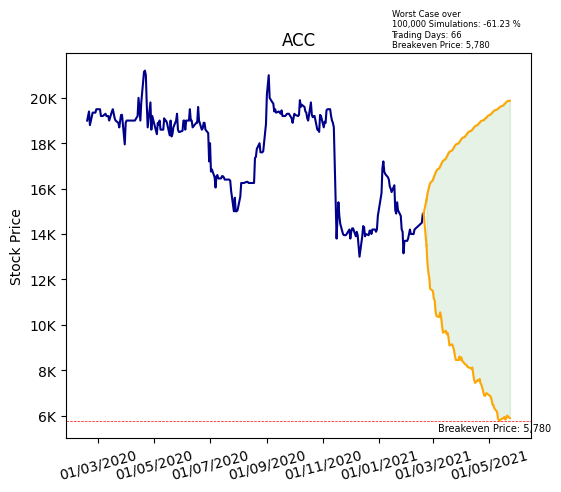 Worst Case over
100,000 Simulations: -61.23 %
Trading Days: 66
Breakeven Price: 5,780
ACC
Stock Price
20K
18K
16K
14K
12K
10K
8K
6K
Breakeven Price: 5,780
01/03/2020
01/05/2020
01/07/2020
01/09/2020
01/11/2020
01/01/2021
01/03/2021
01/05/2021